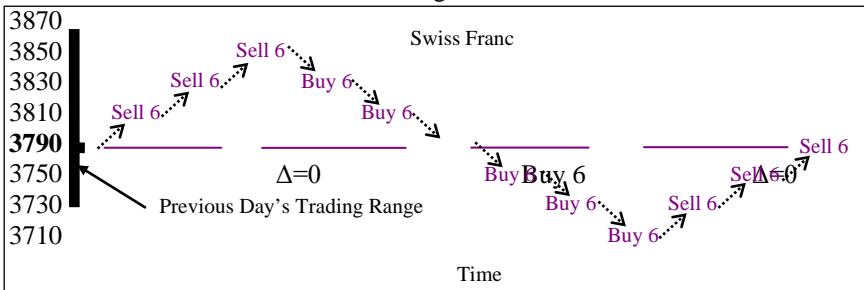 3870
Swiss Franc
3850
Sell 6
3830
Sell 6
Buy 6
3810
Sell 6
Buy 6
3790
Sell 6
3750
Δ=0
Buy 6
Buy 6
Sell 6
Δ=0
3730
Previous Day's Trading Range
Buy 6
Sell 6
3710
Buy 6
Time